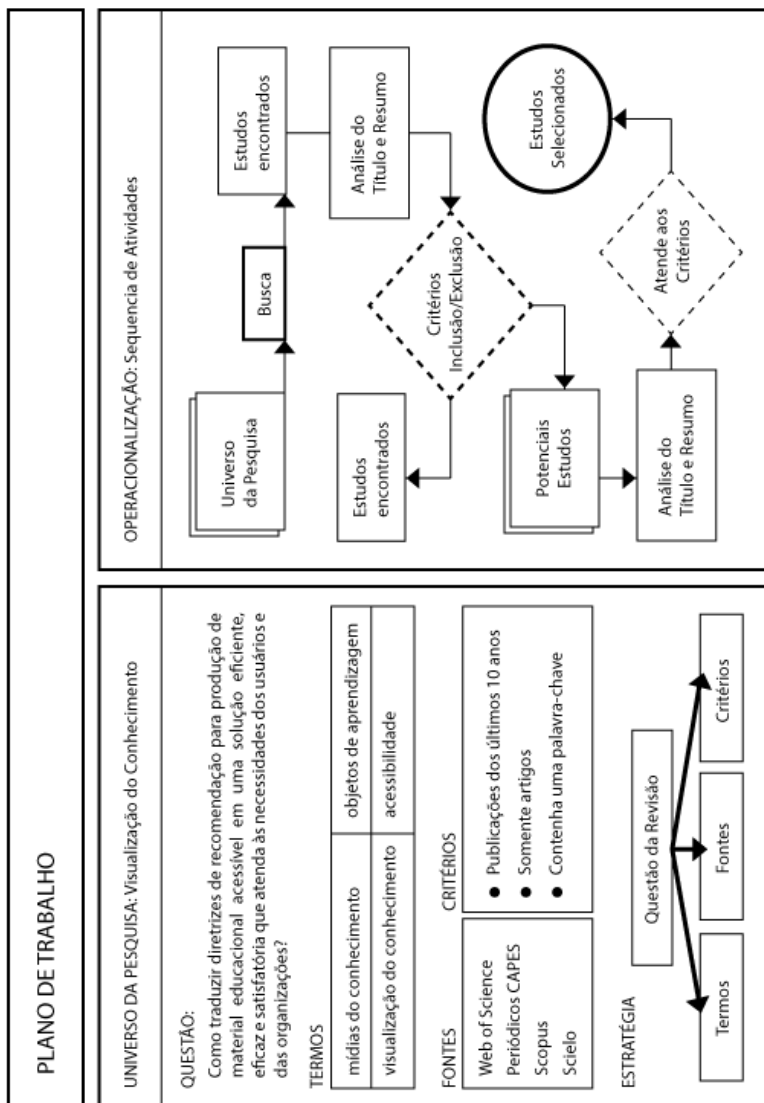 PLANO DE TRABALHO
UNIVERSO DA PESQUISA: Visualização do Conhecimento
QUESTÃO:
Como traduzir diretrizes de recomendação para produção de
material educacional acessível em uma solução eficiente,
eficaz e satisfatória que atenda às necessidades dos usuários e
das organizações?
TERMOS
mídias do conhecimento
objetos de aprendizagem
visualização do conhecimento
acessibilidade
FONTES
Web of Science
Periódicos CAPES
Scopus
Scielo
CRITÉRIOS
● Publicações dos últimos 10 anos
● Somente artigos
● Contenha uma palavra-chave
ESTRATÉGIA
Questão da Revisão
Termos
Fontes
Critérios
OPERACIONALIZAÇÃO: Sequencia de Atividades
Universo
da Pesquisa
Busca
Estudos
encontrados
Análise do
Título e Resumo
Critérios
Inclusão/Exclusão
Estudos
encontrados
Potenciais
Estudos
Análise do
Título e Resumo
Atende aos
Critérios
Estudos
Selecionados